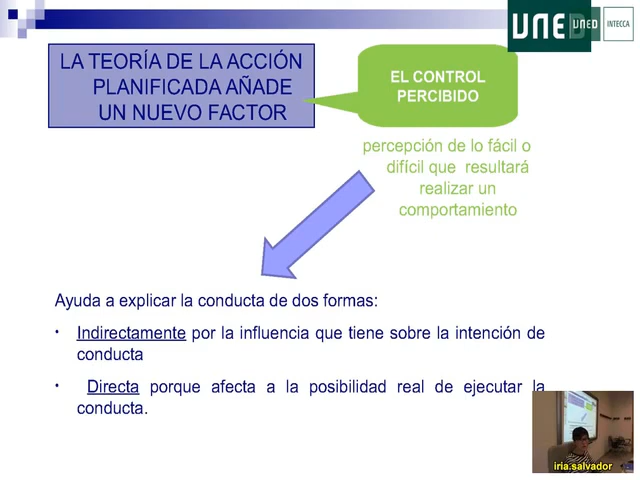 UNED
UNED
INTECCA
LA TEORÍA DE LA ACCIÓN
PLANIFICADA AÑADE
UN NUEVO FACTOR
EL CONTROL
PERCIBIDO
percepción de lo fácil o
difícil que resultará
realizar un
comportamiento
Ayuda a explicar la conducta de dos formas:
• Indirectamente por la influencia que tiene sobre la intención de
conducta
• Directa porque afecta a la posibilidad real de ejecutar la
conducta.
iria.salvador